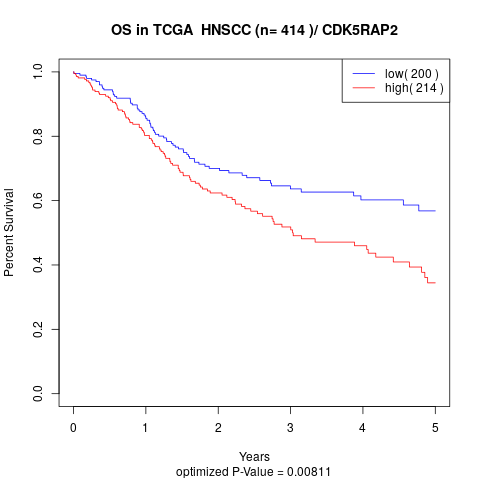 OS in TCGA  HNSCC (n= 414 )/ CDK5RAP2
low( 200 )
high( 214 )
Percent Survival
1.0
0.8
0.6
0.4
0.2
0.0
0 1 2 3 4 5
Years
optimized P-Value = 0.00811